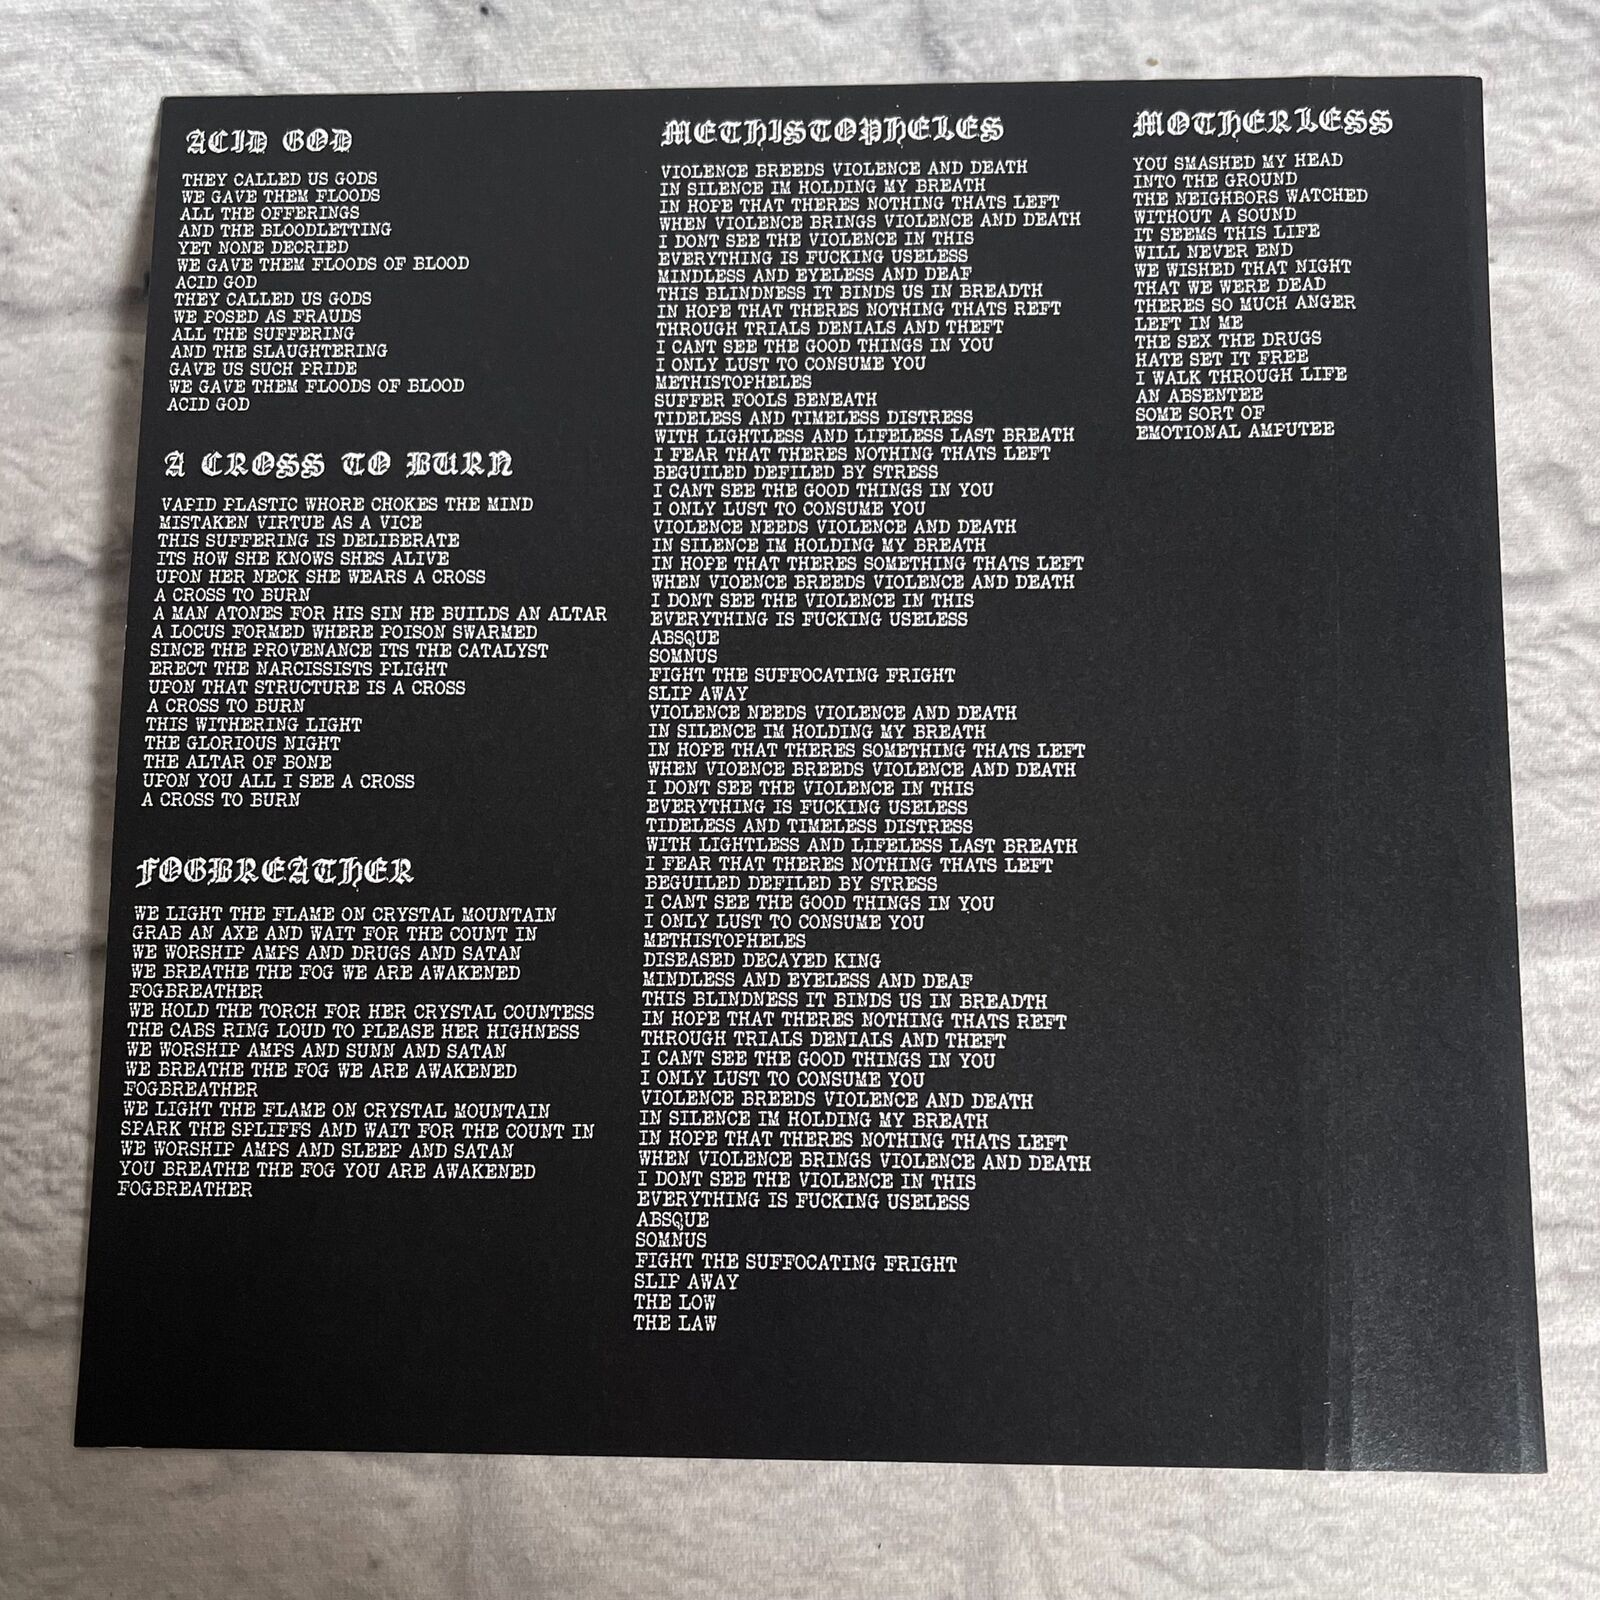 ACID GOD
THEY CALLED US GODS
WE GAVE THEM FLOODS
ALL THE OFFERINGS
AND THE BLOODLETTING
YET NONE DECRIED
WE GAVE THEM FLOODS OF BLOOD
ACID GOD
THEY CALLED US GODS
WE POSED AS FRAUDS
ALL THE SUFFERING
AND THE SLAUGHTERING
GAVE US SUCH PRIDE
WE GAVE THEM FLOODS OF BLOOD
ACID GOD
A CROSS TO BURN
VAPID PLASTIC WHORE CHOKES THE MIND
MISTAKEN VIRTUE AS A VICE
THIS SUFFERING IS DELIBERATE
ITS HOW SHE KNOWS SHES ALIVE
UPON HER NECK SHE WEARS A CROSS
A CROSS TO BURN
A MAN ATONES FOR HIS SIN HE BUILDS AN ALTAR
A LOCUS FORMED WHERE POISON SWARMED
SINCE THE PROVENANCE ITS THE CATALYST
ERECT THE NARCISSISTS PLIGHT
UPON THAT STRUCTURE IS A CROSS
A CROSS TO BURN
THIS WITHERING LIGHT
THE GLORIOUS NIGHT
THE ALTAR OF BONE
UPON YOU ALL I SEE A CROSS
A CROSS TO BURN
FOGBREATHER
WE LIGHT THE FLAME ON CRYSTAL MOUNTAIN
GRAB AN AXE AND WAIT FOR THE COUNT IN
WE WORSHIP AMPS AND DRUGS AND SATAN
WE BREATHE THE FOG WE ARE AWAKENED
FOGBREATHER
WE HOLD THE TORCH FOR HER CRYSTAL COUNTESS
THE CABS RING LOUD TO PLEASE HER HIGHNESS
WE WORSHIP AMPS AND SUNN AND SATAN
WE BREATHE THE FOG WE ARE AWAKENED
FOGBREATHER
WE LIGHT THE FLAME ON CRYSTAL MOUNTAIN
SPARK THE SPLIFFS AND WAIT FOR THE COUNT IN
WE WORSHIP AMPS AND SLEEP AND SATAN
YOU BREATHE THE FOG YOU ARE AWAKENED
FOGBREATHER
METHISTOPHELES
VIOLENCE BREEDS VIOLENCE AND DEATH
IN SILENCE IM HOLDING MY BREATH
IN HOPE THAT THERES NOTHING THATS LEFT
WHEN VIOLENCE BRINGS VIOLENCE AND DEATH
I DONT SEE THE VIOLENCE IN THIS
EVERYTHING IS FUCKING USELESS
MINDLESS AND EYELESS AND DEAF
THIS BLINDNESS IT BINDS US IN BREADTH
IN HOPE THAT THERES NOTHING THATS REFT
THROUGH TRIALS DENIALS AND THEFT
I CANT SEE THE GOOD THINGS IN YOU
I ONLY LUST TO CONSUME YOU
METHISTOPHELES
SUFFER FOOLS BENEATH
TIDELESS AND TIMELESS DISTRESS
WITH LIGHTLESS AND LIFELESS LAST BREATH
I FEAR THAT THERES NOTHING THATS LEFT
BEGUILED DEFILED BY STRESS
I CANT SEE THE GOOD THINGS IN YOU
I ONLY LUST TO CONSUME YOU
VIOLENCE NEEDS VIOLENCE AND DEATH
IN SILENCE IM HOLDING MY BREATH
IN HOPE THAT THERES SOMETHING THATS LEFT
WHEN VIOENCE BREEDS VIOLENCE AND DEATH
I DONT SEE THE VIOLENCE IN THIS
EVERYTHING IS FUCKING USELESS
ABSQUE
SOMNUS
FIGHT THE SUFFOCATING FRIGHT
SLIP AWAY
VIOLENCE NEEDS VIOLENCE AND DEATH
IN SILENCE IM HOLDING MY BREATH
IN HOPE THAT THERES SOMETHING THATS LEFT
WHEN VIOENCE BREEDS VIOLENCE AND DEATH
I DONT SEE THE VIOLENCE IN THIS
EVERYTHING IS FUCKING USELESS
TIDELESS AND TIMELESS DISTRESS
WITH LIGHTLESS AND LIFELESS LAST BREATH
I FEAR THAT THERES NOTHING THATS LEFT
BEGUILED DEFILED BY STRESS
I CANT SEE THE GOOD THINGS IN YOU
I ONLY LUST TO CONSUME YOU
METHISTOPHELES
DISEASED DECAYED KING
MINDLESS AND EYELESS AND DEAF
THIS BLINDNESS IT BINDS US IN BREADTH
IN HOPE THAT THERES NOTHING THATS REFT
THROUGH TRIALS DENIALS AND THEFT
I CANT SEE THE GOOD THINGS IN YOU
I ONLY LUST TO CONSUME YOU
VIOLENCE BREEDS VIOLENCE AND DEATH
IN SILENCE IM HOLDING MY BREATH
IN HOPE THAT THERES NOTHING THATS LEFT
WHEN VIOLENCE BRINGS VIOLENCE AND DEATH
I DONT SEE THE VIOLENCE IN THIS
EVERYTHING IS FUCKING USELESS
ABSQUE
SOMNUS
FIGHT THE SUFFOCATING FRIGHT
SLIP AWAY
THE LOW
THE LAW
MOTHERLESS
YOU SMASHED MY HEAD
INTO THE GROUND
THE NEIGHBORS WATCHED
WITHOUT A SOUND
IT SEEMS THIS LIFE
WILL NEVER END
WE WISHED THAT NIGHT
THAT WE WERE DEAD
THERES SO MUCH ANGER
LEFT IN ME
THE SEX THE DRUGS
HATE SET IT FREE
I WALK THROUGH LIFE
AN ABSENTEE
SOME SORT OF
EMOTIONAL AMPUTEE